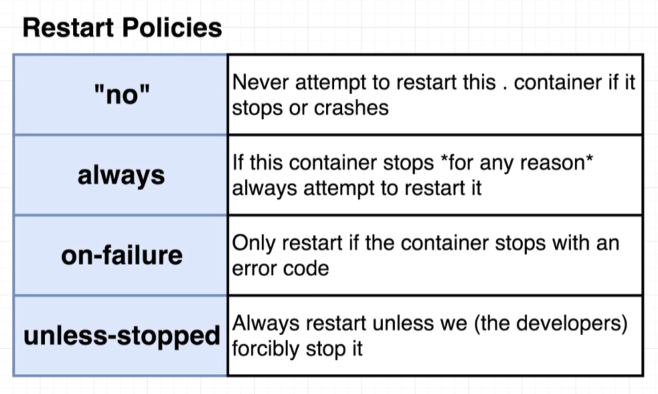 Restart Policies
"no"
Never attempt to restart this . container if it
stops or crashes
always
If this container stops *for any reason*
always attempt to restart it
on-failure
Only restart if the container stops with an
error code
unless-stopped
Always restart unless we (the developers)
forcibly stop it